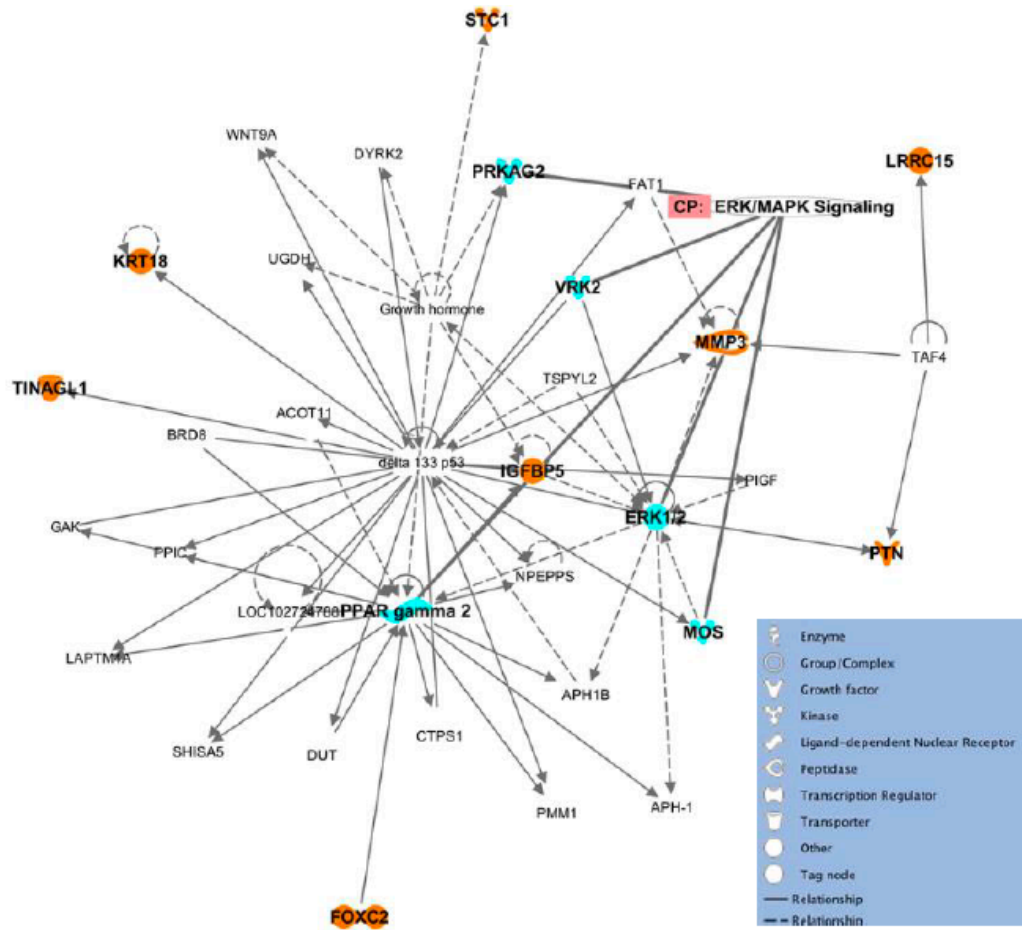 STC1
WNT9A
DYRK2
PRKAG2
LRRC15
FAT1
CP: ERK/MAPK Signaling
KRT18
UGDH
VRK2
Growth hormone
MMP3
TAF4
TSPYL2
TINAGL1
ACOT11
BRD8
delta 133 p53
IGFBP5
PIGF
ERK1/2
GAK
PPIC
PTN
NPEPPS
LOC102724788
PPAR gamma 2
MOS
LAPTM4A
APH1B
SHISA5
DUT
CTPS1
PMM1
APH-1
FOXC2
Enzyme
Group/Complex
Growth factor
Kinase
Ligand-dependent Nuclear Receptor
Peptidase
Transcription Regulator
Transporter
Other
Tag node
Relationship
Relationship